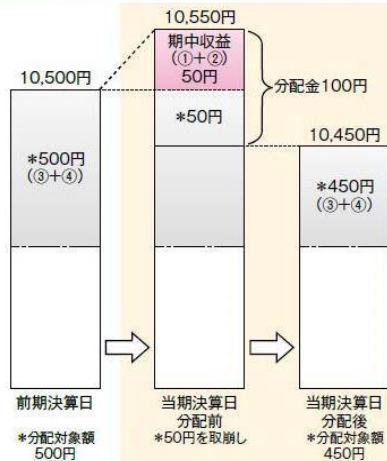 10,550円
期中収益
(①+②)
50円
*50円
分配金100円
10,500円
*500円
(③+④)
10,450円
*450円
(③+④)
前期決算日
*分配対象額
500円
当期決算日
分配前
*50円を取崩し
当期決算日
分配後
*分配対象額
450円